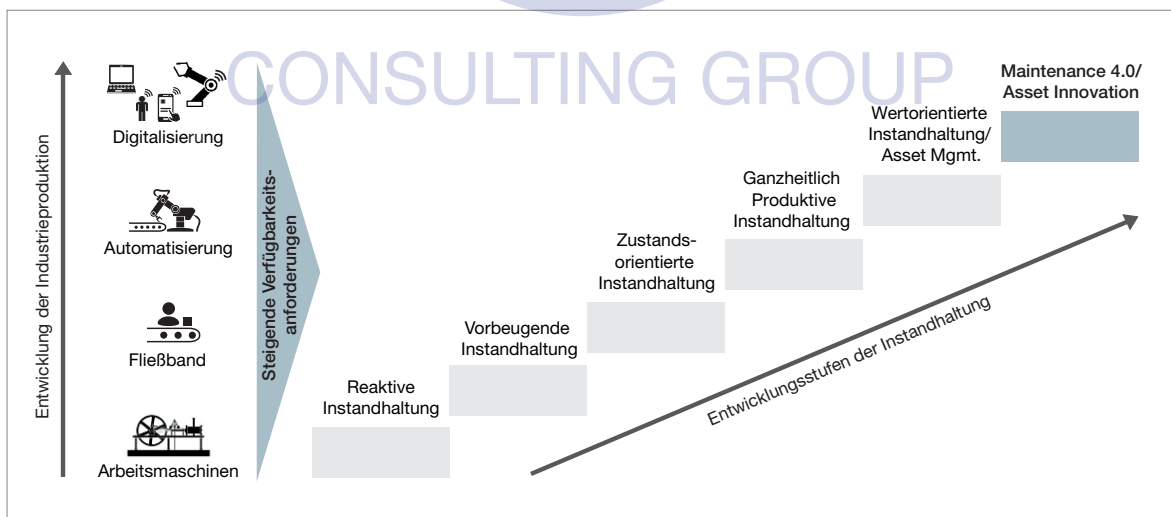 CONSULTING GROUP
Entwicklung der Industrieproduktion
Digitalisierung
Automatisierung
Fließband
Arbeitsmaschinen
Steigende Verfügbarkeits-
anforderungen
Reaktive
Instandhaltung
Vorbeugende
Instandhaltung
Zustands-
orientierte
Instandhaltung
Ganzheitlich
Produktive
Instandhaltung
Wertorientierte
Instandhaltung/
Asset Mgmt.
Maintenance 4.0/
Asset Innovation
Entwicklungsstufen der Instandhaltung